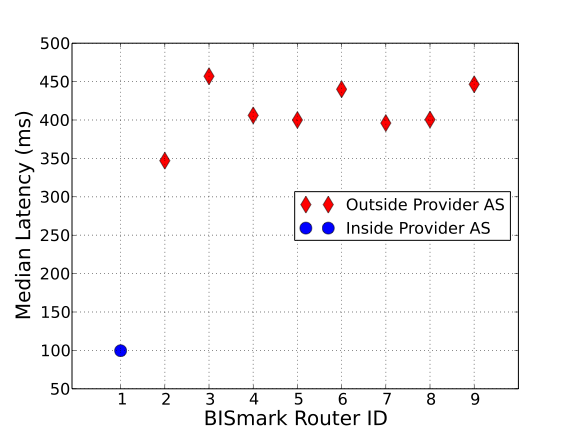 500
450
400
350
300
250
200
150
100
50
Median Latency (ms)
Outside Provider AS
Inside Provider AS
1 2 3 4 5 6 7 8 9
BISmark Router ID